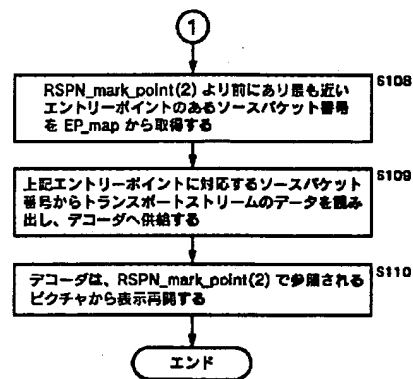 1
RSPN_mark_point(2) より前にあり最も近い
エントリーポイントのあるソースパケット番号
を EP_map から取得する
S108
上記エントリーポイントに対応するソースパケット
番号からトランスポートストリームのデータを読み
出し、デコーダへ供給する
S109
デコーダは、RSPN_mark_point(2) で参照される
ピクチャから表示再開する
S110
エンド